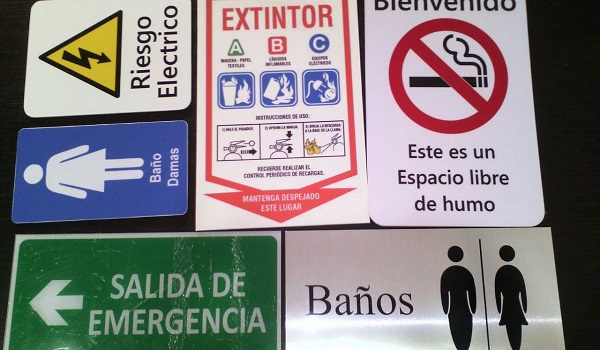 Riesgo
Electrico
Baño
Damas
EXTINTOR
A B C
MADERA - PAPEL
TEXTILES
LÍQUIDOS
INFLAMABLES
EQUIPOS
ELÉCTRICOS
INSTRUCCIONES DE USO:
RECUERDE REALIZAR EL
CONTROL PERIÓDICO DE RECARGAS.
MANTENGA DESPEJADO
ESTE LUGAR
Bienvenido
Este es un
Espacio libre
de humo
SALIDA DE
EMERGENCIA
Baños